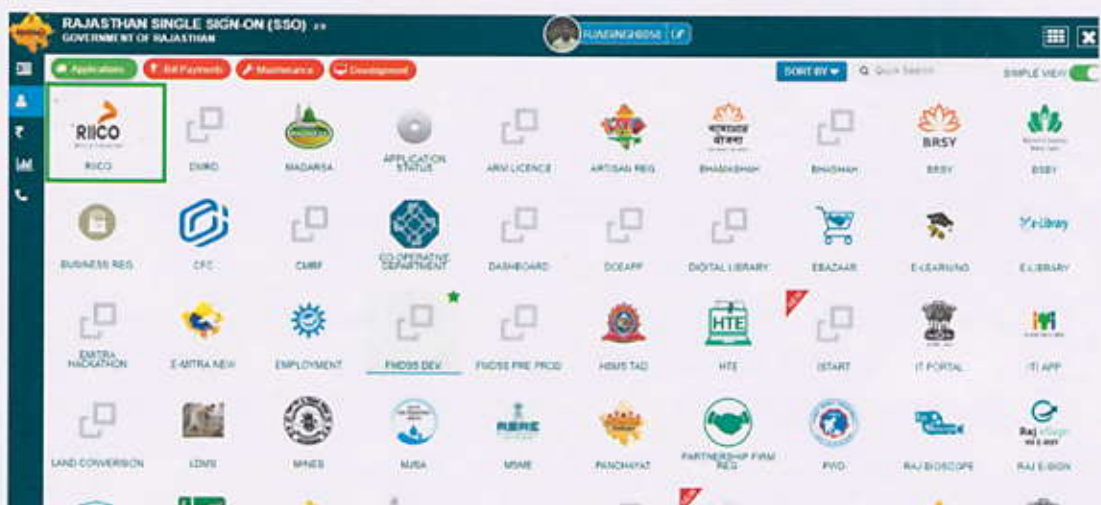 RAJASTHAN SINGLE SIGN-ON (SSO)
GOVERNMENT OF RAJASTHAN
Applications Bill Payments Maintenance Development SORT BY Quick Search SIMPLE VIEW
RIICO
RIICO DMRD MADARSA APPLICATION STATUS ARM LICENCE ARTISAN REG BHAMASHAH BHASHAH BRSY BSBY
BRSY
BUSINESS REG CFC CMRF CO-OPERATIVE DEPARTMENT DASHBOARD DCEAPP DIGITAL LIBRARY EBAZAAR E-LEARNING E-LIBRARY
e-Library
EMITRA HACKATHON E-MITRA NEW EMPLOYMENT FMDSS DEV FMDSS PRE PROD HSMS TAD HTE ISTART IT PORTAL ITI APP
HTE
NEW
LAND CONVERSION LDMS MINES MJSA MSME PANCHAYAT PARTNERSHIP FIRM REG PWD RAJ BIOSCOPE RAJ E-SIGN